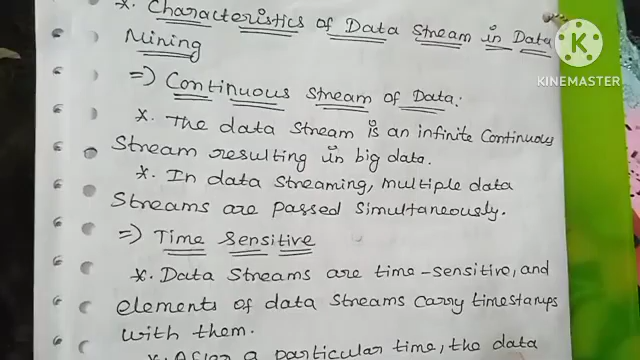 *. Characteristics of Data Stream in Data
Mining
=> Continuous Stream of Data:
*. The data stream is an infinite continuous
stream resulting in big data.
*. In data streaming, multiple data
streams are passed simultaneously.
=> Time Sensitive
*. Data Streams are time-sensitive, and
elements of data streams carry timestamps
with them.
*. After a particular time, the data
KINEMASTER